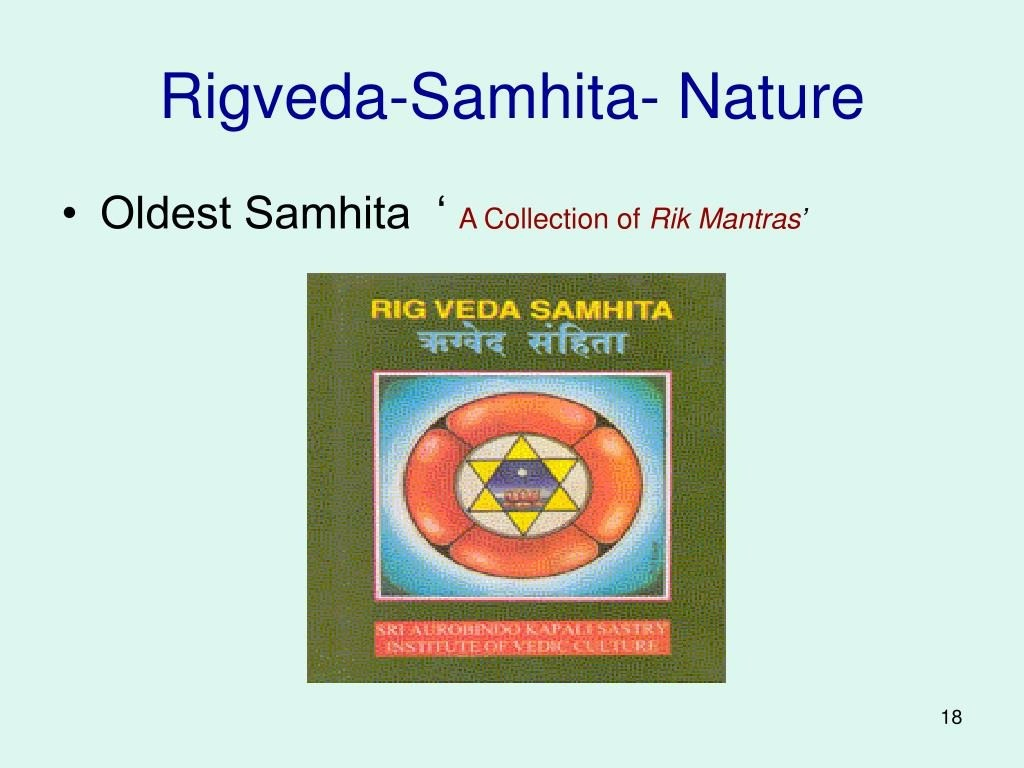 Rigveda-Samhita- Nature
• Oldest Samhita ‘ A Collection of Rik Mantras’
RIG VEDA SAMHITA
ऋग्वेद संहिता
SRI AUROBINDO KAPALI SASTRY
INSTITUTE OF VEDIC CULTURE
18